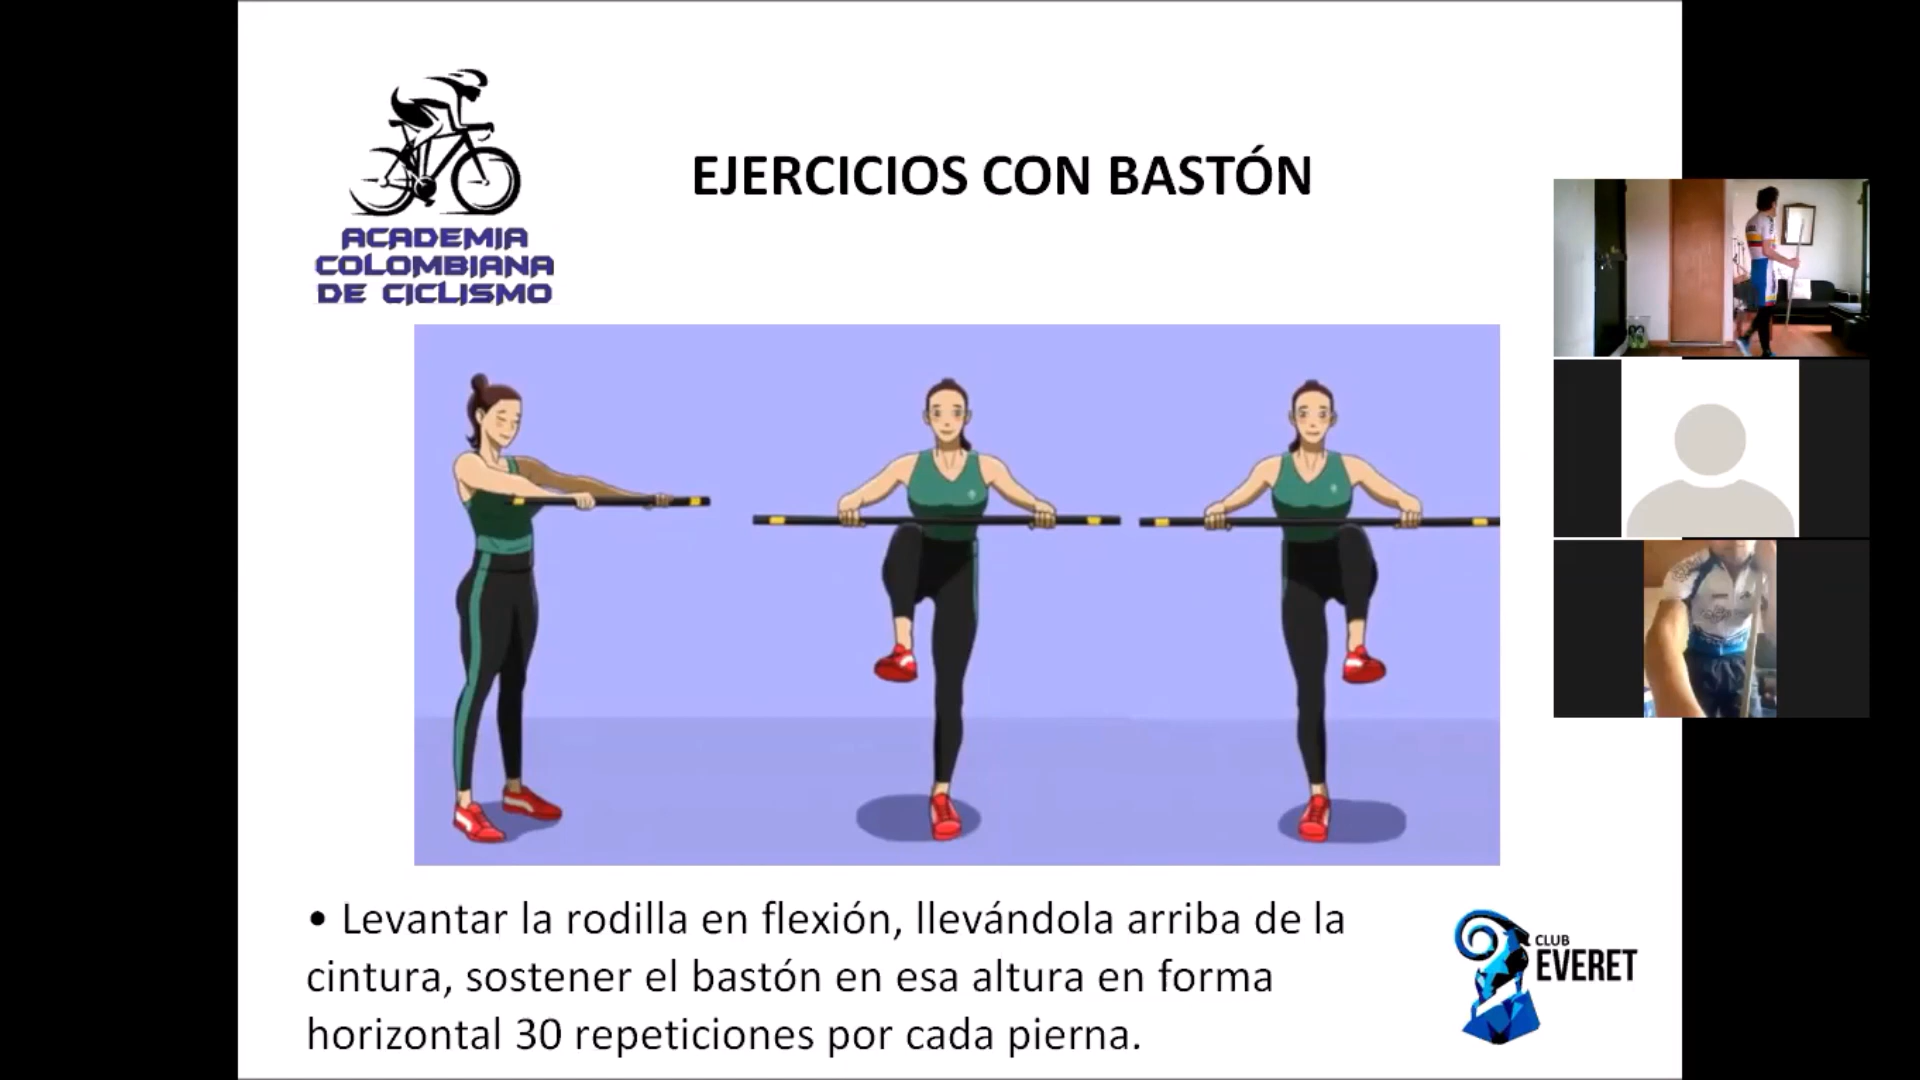 ACADEMIA
COLOMBIANA
DE CICLISMO
EJERCICIOS CON BASTÓN
• Levantar la rodilla en flexión, llevándola arriba de la
cintura, sostener el bastón en esa altura en forma
horizontal 30 repeticiones por cada pierna.
CLUB
EVERET